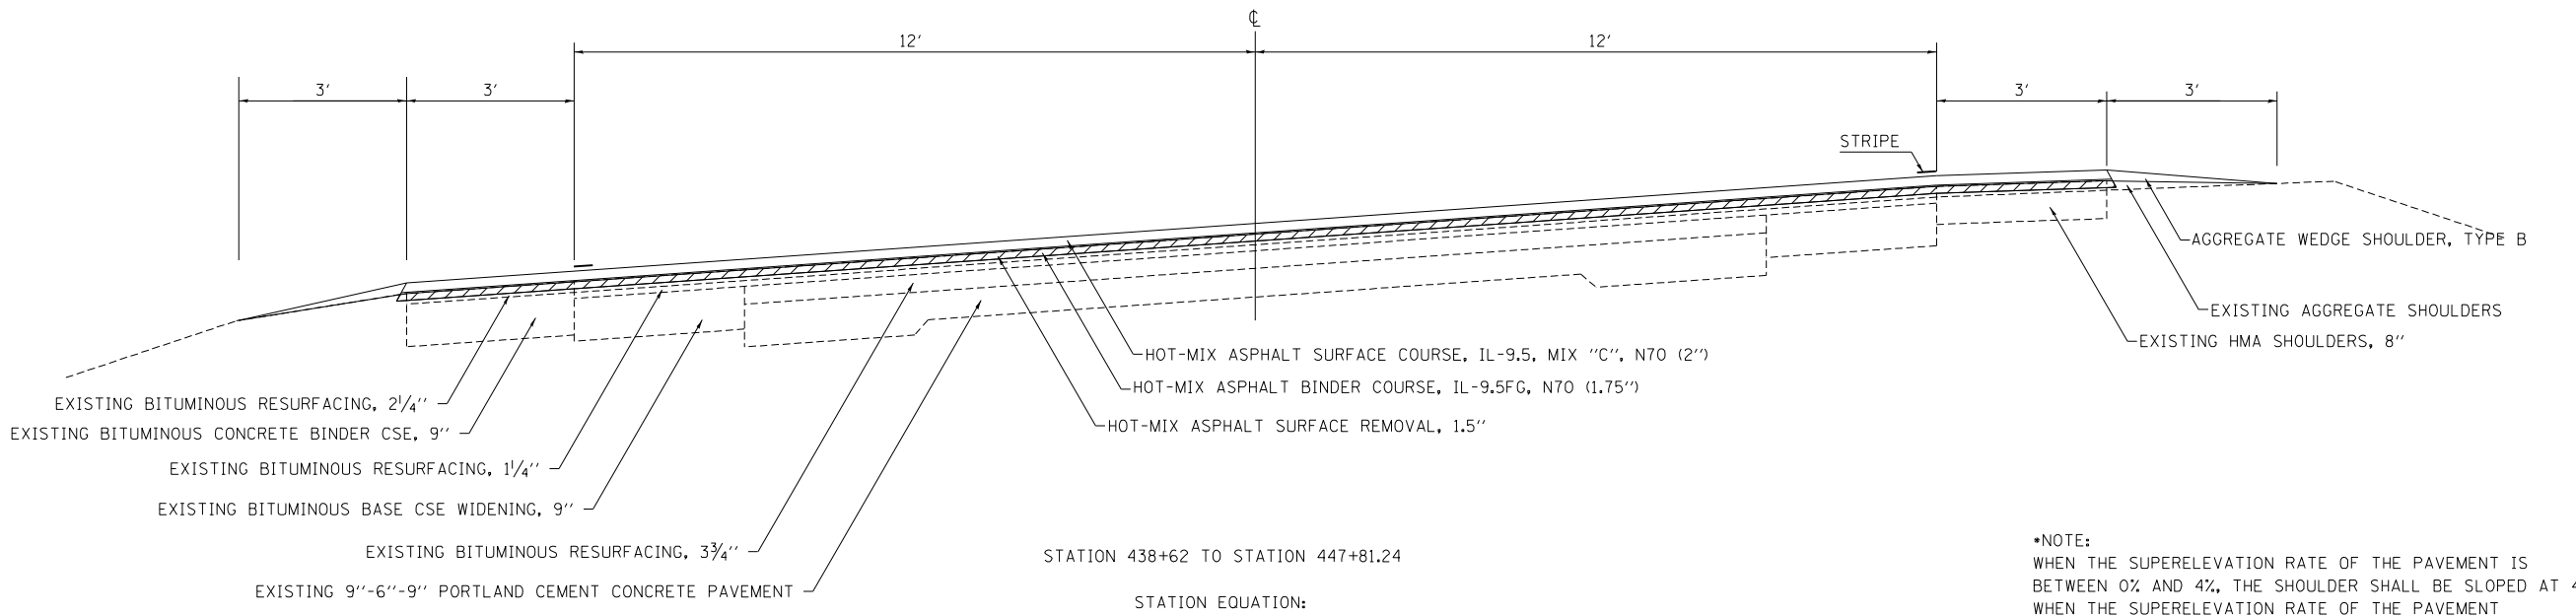 ℄
12′ 12′
3′ 3′ 3′ 3′
STRIPE
AGGREGATE WEDGE SHOULDER, TYPE B
EXISTING AGGREGATE SHOULDERS
EXISTING HMA SHOULDERS, 8″
HOT-MIX ASPHALT SURFACE COURSE, IL-9.5, MIX "C", N70 (2″)
HOT-MIX ASPHALT BINDER COURSE, IL-9.5FG, N70 (1.75″)
HOT-MIX ASPHALT SURFACE REMOVAL, 1.5″
EXISTING BITUMINOUS RESURFACING, 2¼″
EXISTING BITUMINOUS CONCRETE BINDER CSE, 9″
EXISTING BITUMINOUS RESURFACING, 1¼″
EXISTING BITUMINOUS BASE CSE WIDENING, 9″
EXISTING BITUMINOUS RESURFACING, 3¾″
EXISTING 9″-6″-9″ PORTLAND CEMENT CONCRETE PAVEMENT
STATION 438+62 TO STATION 447+81.24
STATION EQUATION:
*NOTE:
WHEN THE SUPERELEVATION RATE OF THE PAVEMENT IS
BETWEEN 0% AND 4%, THE SHOULDER SHALL BE SLOPED AT
WHEN THE SUPERELEVATION RATE OF THE PAVEMENT